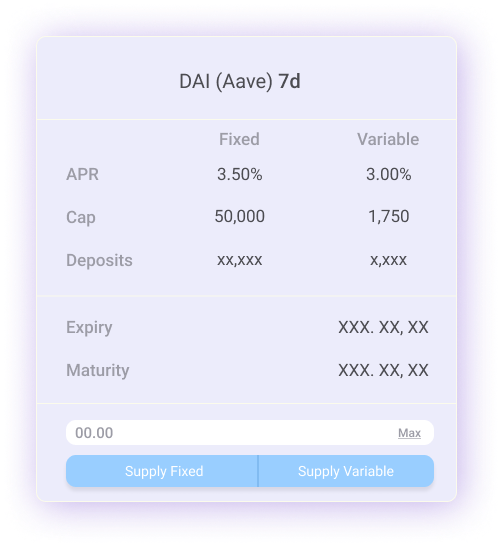 DAI (Aave) 7d
Fixed Variable
APR 3.50% 3.00%
Cap 50,000 1,750
Deposits xx,xxx x,xxx
Expiry XXX. XX, XX
Maturity XXX. XX, XX
00.00 Max
Supply Fixed Supply Variable